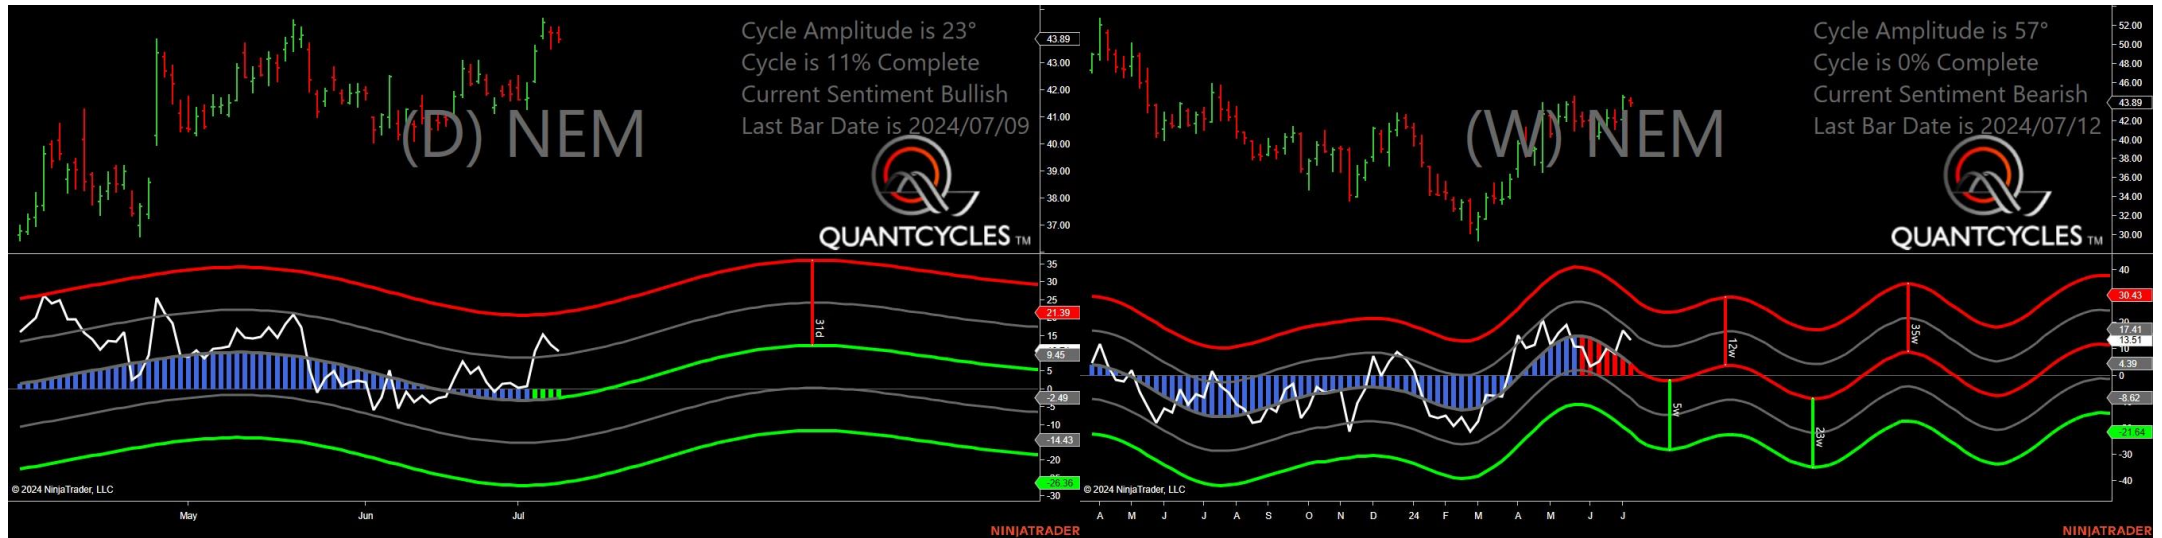 Cycle Amplitude is 23°
Cycle is 11% Complete
Current Sentiment Bullish
Last Bar Date is 2024/07/09
(D) NEM
QUANTCYCLES TM
43.89
43.00
42.00
41.00
40.00
39.00
38.00
37.00
35
30
25
21.39
15
9.45
5
0
-2.49
-5
-10
-14.43
-20
-26.36
-30
31d
© 2024 NinjaTrader, LLC
May Jun Jul
NINJATRADER
Cycle Amplitude is 57°
Cycle is 0% Complete
Current Sentiment Bearish
Last Bar Date is 2024/07/12
(W) NEM
QUANTCYCLES TM
52.00
50.00
48.00
46.00
43.89
42.00
40.00
38.00
36.00
34.00
32.00
30.00
40
30.43
20
17.41
13.51
10
4.39
0
-8.62
-21.64
-30
-40
12w
35w
5w
23w
© 2024 NinjaTrader, LLC
A M J J A S O N D 24 F M A M J J
NINJATRADER